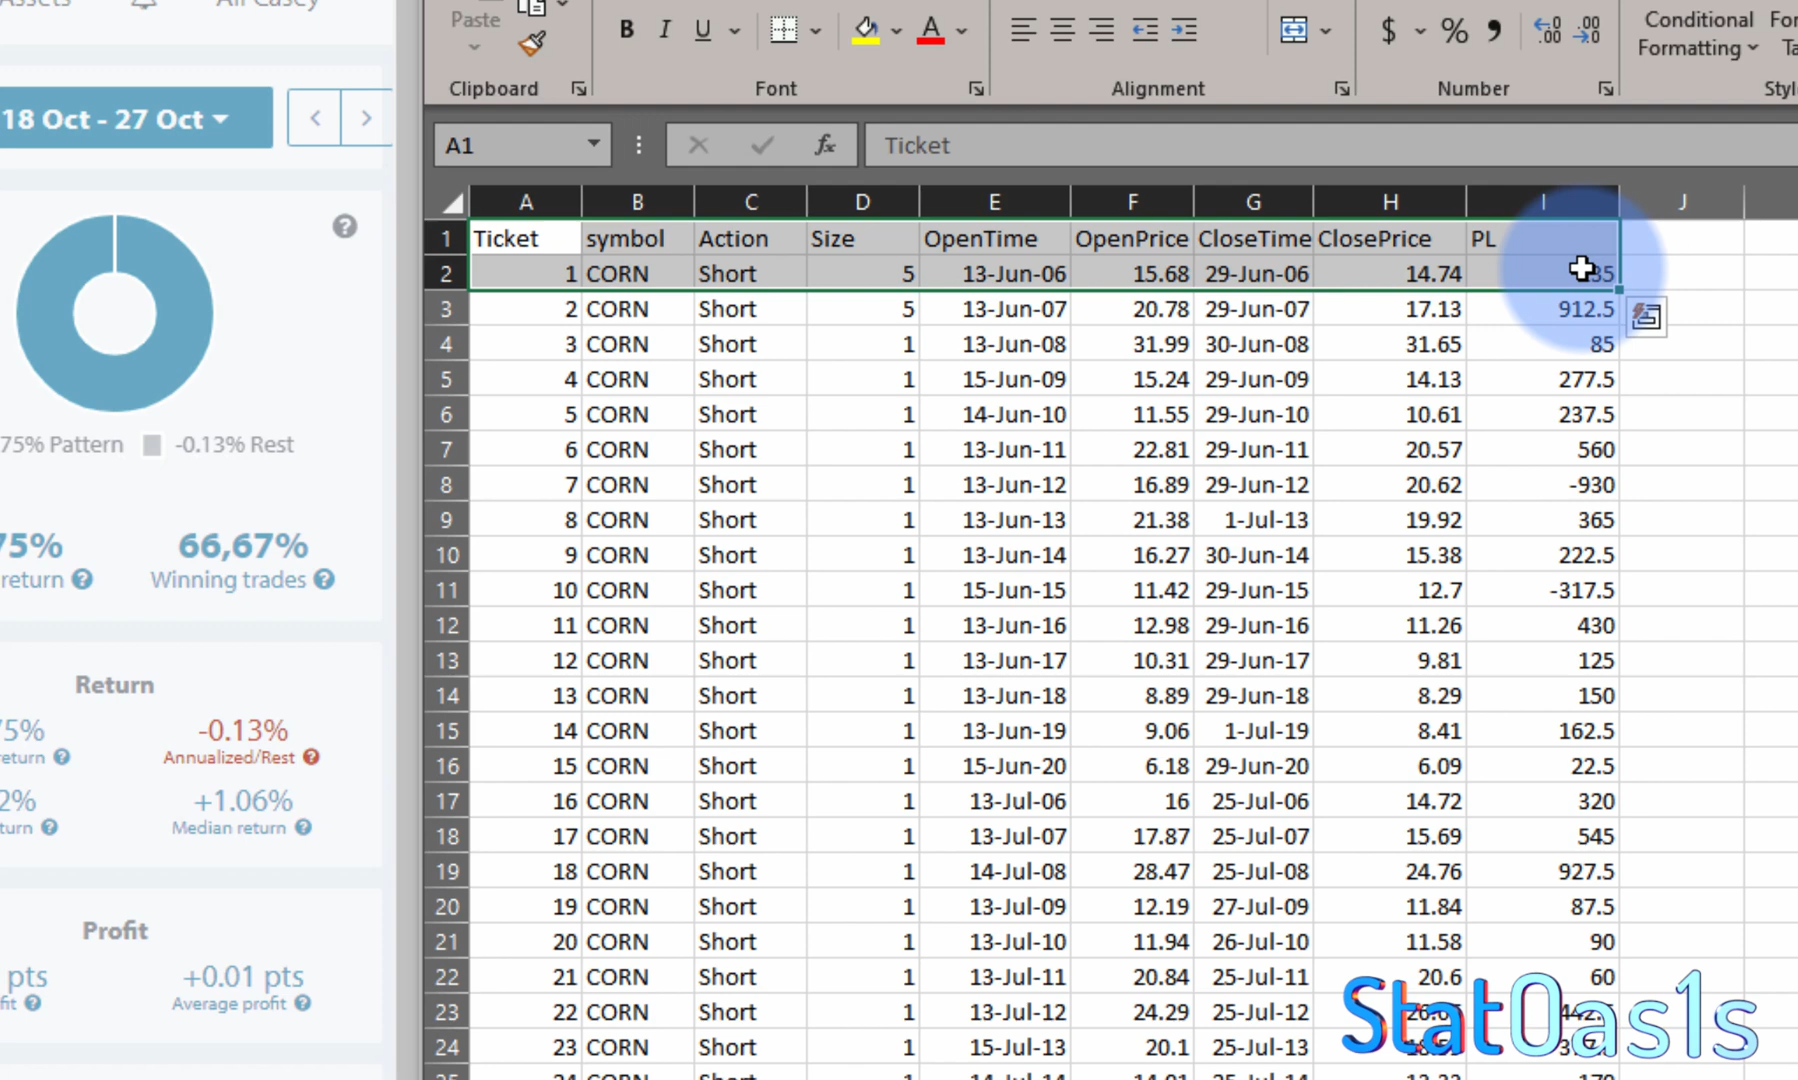 Paste
B I U A $ %
Conditional
Formatting
Clipboard Font Alignment Number
18 Oct - 27 Oct
A1 fx Ticket
A B C D E F G H I J
1 Ticket symbol Action Size OpenTime OpenPrice CloseTime ClosePrice PL
2 1 CORN Short 5 13-Jun-06 15.68 29-Jun-06 14.74
3 2 CORN Short 5 13-Jun-07 20.78 29-Jun-07 17.13 912.5
4 3 CORN Short 1 13-Jun-08 31.99 30-Jun-08 31.65 85
5 4 CORN Short 1 15-Jun-09 15.24 29-Jun-09 14.13 277.5
6 5 CORN Short 1 14-Jun-10 11.55 29-Jun-10 10.61 237.5
7 6 CORN Short 1 13-Jun-11 22.81 29-Jun-11 20.57 560
8 7 CORN Short 1 13-Jun-12 16.89 29-Jun-12 20.62 -930
9 8 CORN Short 1 13-Jun-13 21.38 1-Jul-13 19.92 365
10 9 CORN Short 1 13-Jun-14 16.27 30-Jun-14 15.38 222.5
11 10 CORN Short 1 15-Jun-15 11.42 29-Jun-15 12.7 -317.5
12 11 CORN Short 1 13-Jun-16 12.98 29-Jun-16 11.26 430
13 12 CORN Short 1 13-Jun-17 10.31 29-Jun-17 9.81 125
14 13 CORN Short 1 13-Jun-18 8.89 29-Jun-18 8.29 150
15 14 CORN Short 1 13-Jun-19 9.06 1-Jul-19 8.41 162.5
16 15 CORN Short 1 15-Jun-20 6.18 29-Jun-20 6.09 22.5
17 16 CORN Short 1 13-Jul-06 16 25-Jul-06 14.72 320
18 17 CORN Short 1 13-Jul-07 17.87 25-Jul-07 15.69 545
19 18 CORN Short 1 14-Jul-08 28.47 25-Jul-08 24.76 927.5
20 19 CORN Short 1 13-Jul-09 12.19 27-Jul-09 11.84 87.5
21 20 CORN Short 1 13-Jul-10 11.94 26-Jul-10 11.58 90
22 21 CORN Short 1 13-Jul-11 20.84 25-Jul-11 20.6 60
23 22 CORN Short 1 13-Jul-12 24.29 25-Jul-12
24 23 CORN Short 1 15-Jul-13 20.1 25-Jul-13
75% Pattern -0.13% Rest
75% 66,67%
return Winning trades
Return
75% -0.13%
return Annualized/Rest
2% +1.06%
turn Median return
Profit
pts +0.01 pts
fit Average profit
StatOas1s